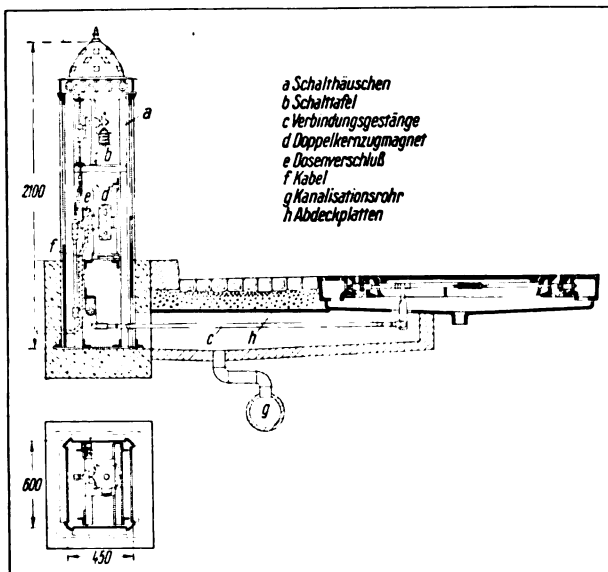 A
a Schalthäuschen
b Schalttafel
c Verbindungsgestänge
d Doppelkernzugmagnet
e Dosenverschluß
f Kabel
g Kanalisationsrohr
h Abdeckplatten
a
b
2100
e d
f
c h
g
600
450